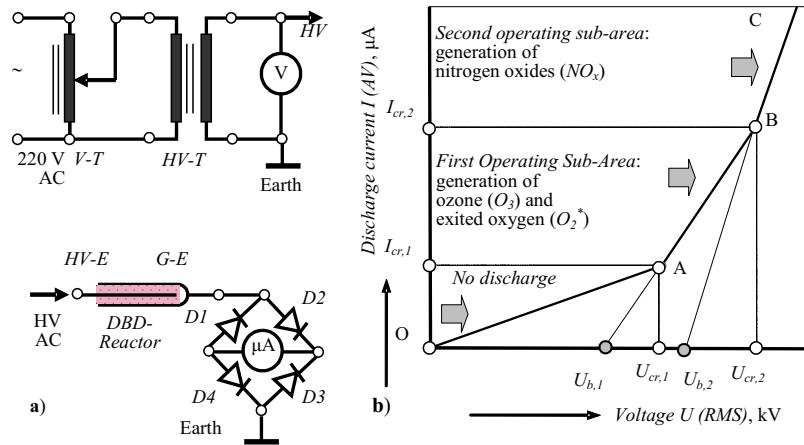 HV
V
~
220 V
AC
V-T
HV-T
Earth
HV-E
G-E
HV
AC
DBD-
Reactor
D1
D2
μA
D4
D3
Earth
a)
Discharge current I (AV), μA
Second operating sub-area:
generation of
nitrogen oxides (NOx)
C
Icr,2
B
First Operating Sub-Area:
generation of
ozone (O3) and
exited oxygen (O2*)
Icr,1
A
No discharge
O
Ub,1
Ucr,1
Ub,2
Ucr,2
b)
Voltage U (RMS), kV